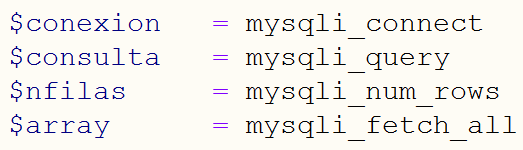 $conexion = mysqli_connect
$consulta = mysqli_query
$nfilas = mysqli_num_rows
$array = mysqli_fetch_all